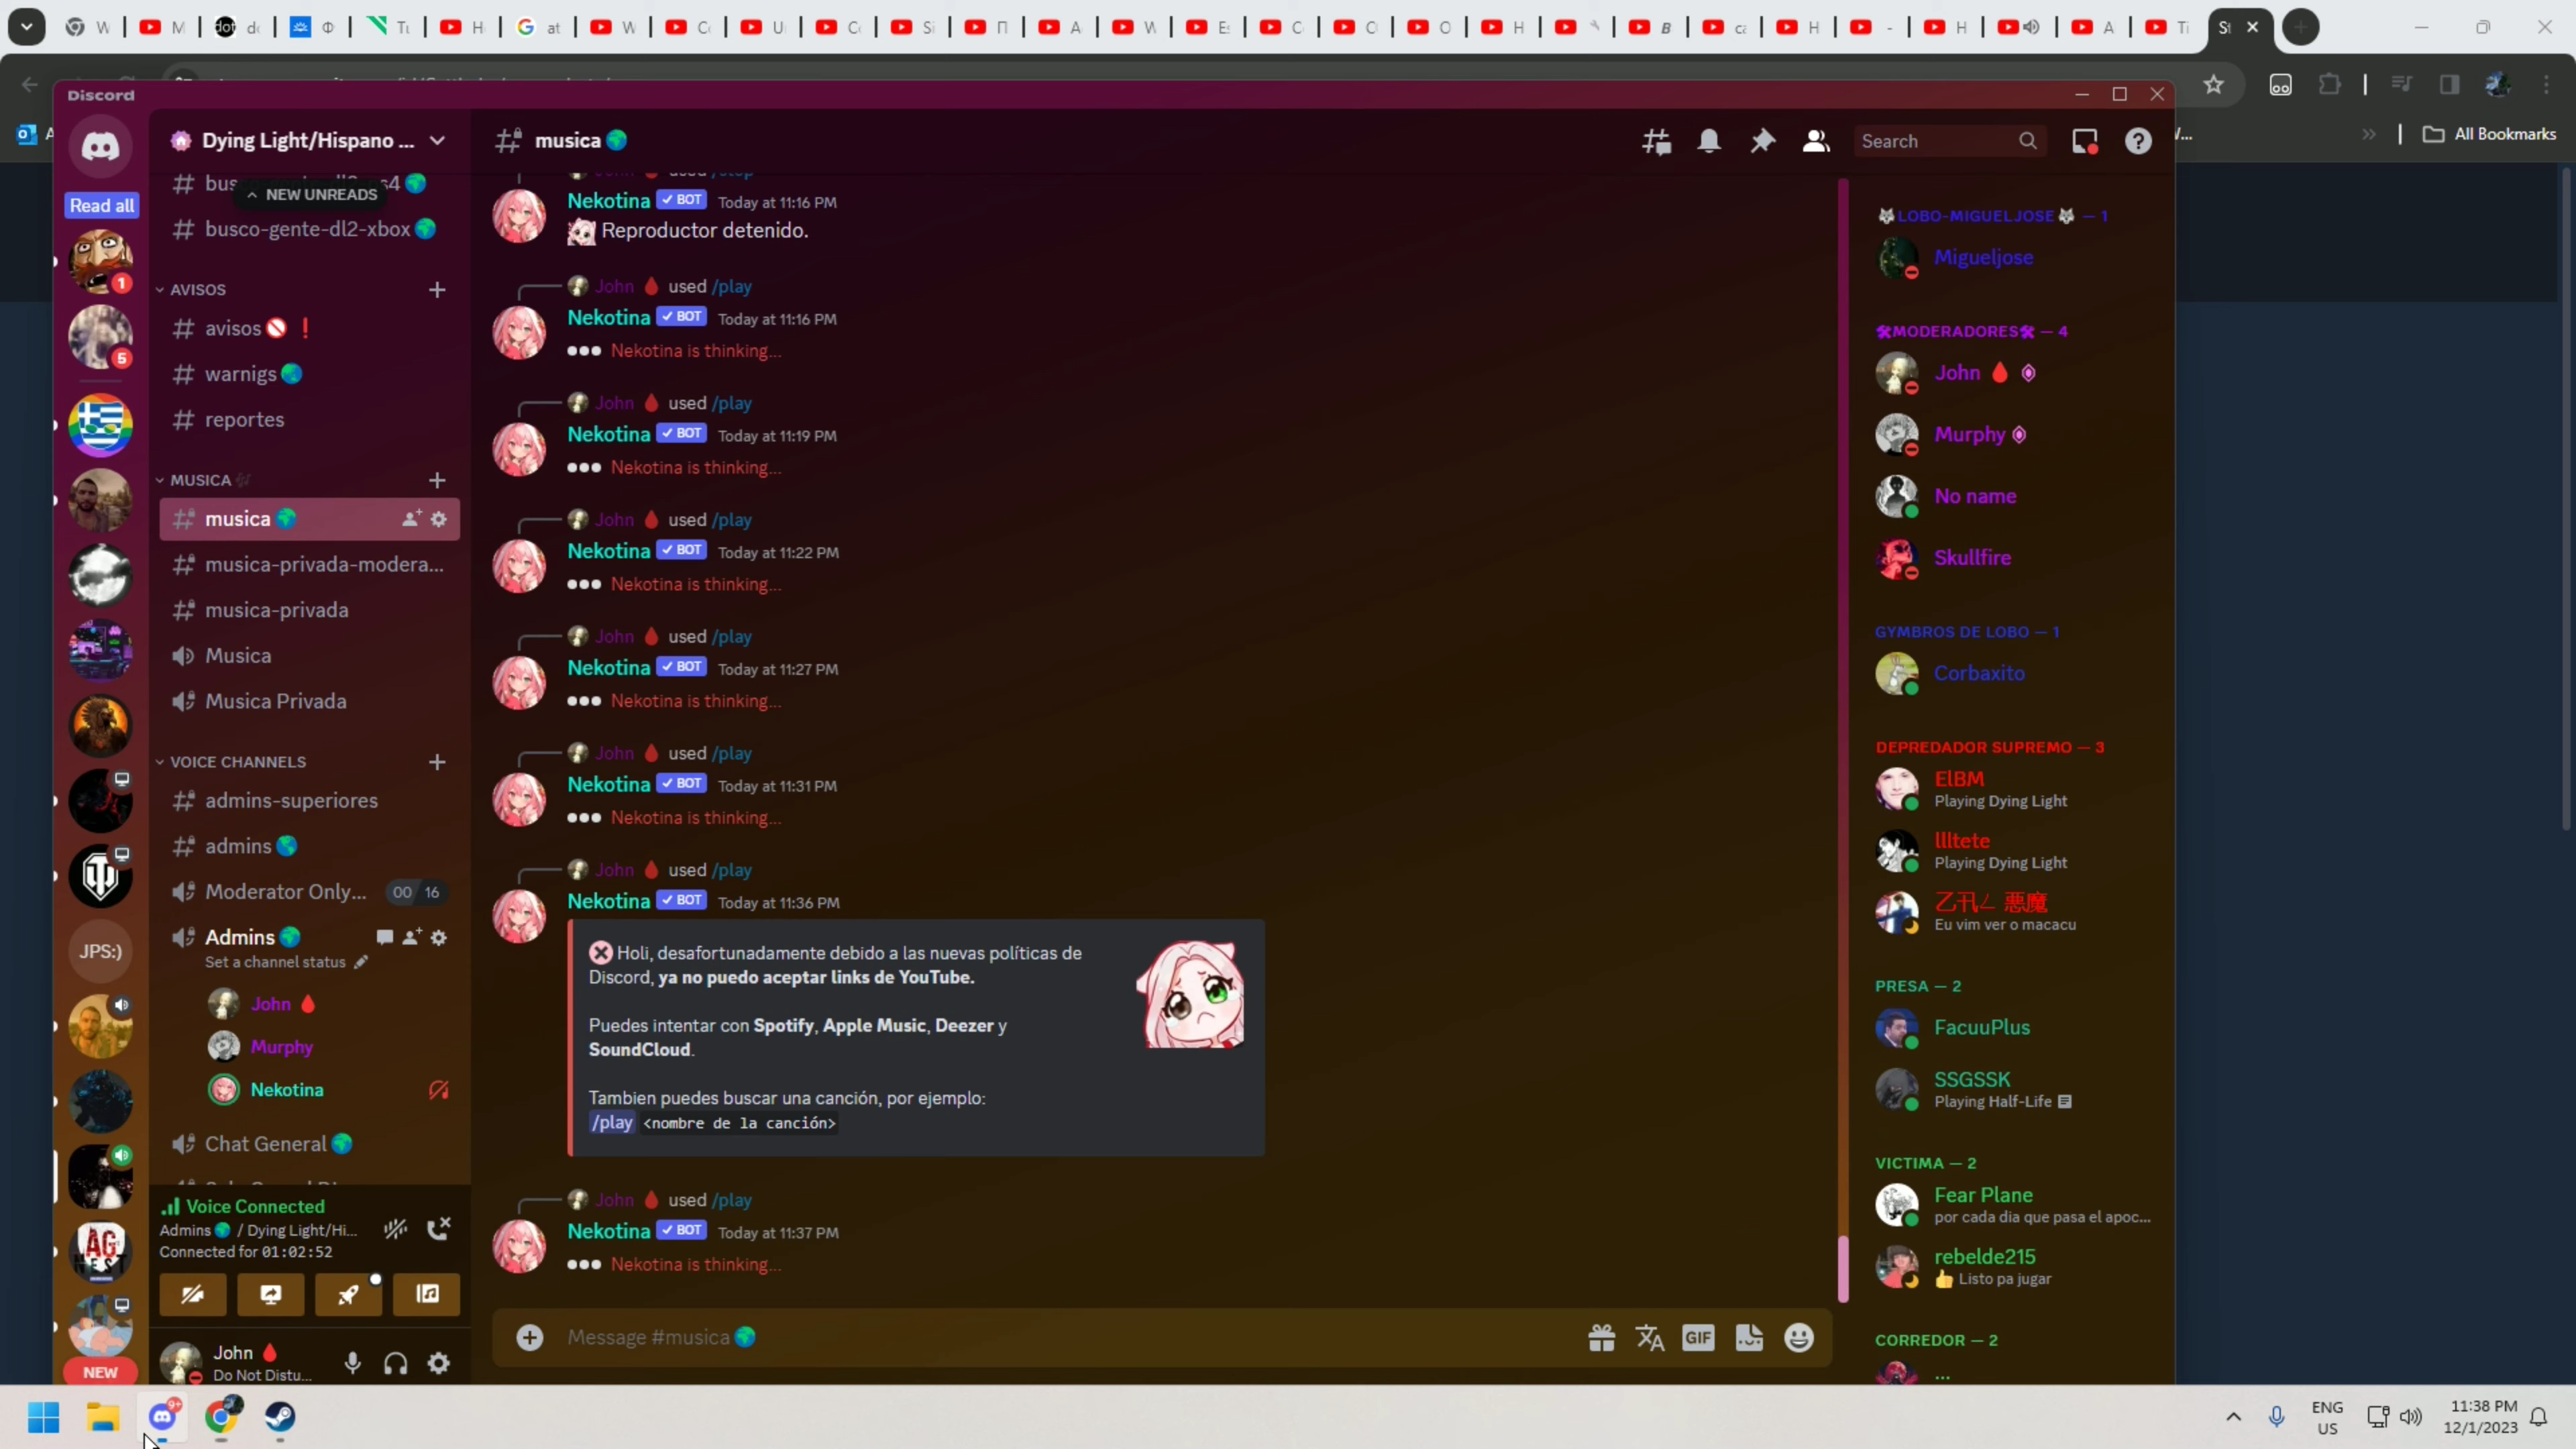 Discord
All Bookmarks
Dying Light/Hispano ...
NEW UNREADS
busco-gente-dl2-xbox
AVISOS
avisos
warnigs
reportes
MUSICA
musica
musica-privada-modera...
musica-privada
Musica
Musica Privada
VOICE CHANNELS
admins-superiores
admins
Moderator Only... 00 16
Admins
Set a channel status
John
Murphy
Nekotina
Chat General
Voice Connected
Admins / Dying Light/Hi...
Connected for 01:02:52
John
Do Not Distu...
Read all
1
5
JPS:)
NEW
musica
Search
Nekotina BOT Today at 11:16 PM
Reproductor detenido.
John used /play
Nekotina BOT Today at 11:16 PM
Nekotina is thinking...
John used /play
Nekotina BOT Today at 11:19 PM
Nekotina is thinking...
John used /play
Nekotina BOT Today at 11:22 PM
Nekotina is thinking...
John used /play
Nekotina BOT Today at 11:27 PM
Nekotina is thinking...
John used /play
Nekotina BOT Today at 11:31 PM
Nekotina is thinking...
John used /play
Nekotina BOT Today at 11:36 PM
Holi, desafortunadamente debido a las nuevas políticas de
Discord, ya no puedo aceptar links de YouTube.
Puedes intentar con Spotify, Apple Music, Deezer y
SoundCloud.
Tambien puedes buscar una canción, por ejemplo:
/play <nombre de la canción>
John used /play
Nekotina BOT Today at 11:37 PM
Nekotina is thinking...
Message #musica
GIF
LOBO-MIGUELJOSE — 1
Migueljose
MODERADORES — 4
John
Murphy
No name
Skullfire
GYMBROS DE LOBO — 1
Corbaxito
DEPREDADOR SUPREMO — 3
ElBM
Playing Dying Light
llltete
Playing Dying Light
Eu vim ver o macacu
PRESA — 2
FacuuPlus
SSGSSK
Playing Half-Life
VICTIMA — 2
Fear Plane
por cada dia que pasa el apoc...
rebelde215
Listo pa jugar
CORREDOR — 2
...
9+
ENG
US
11:38 PM
12/1/2023